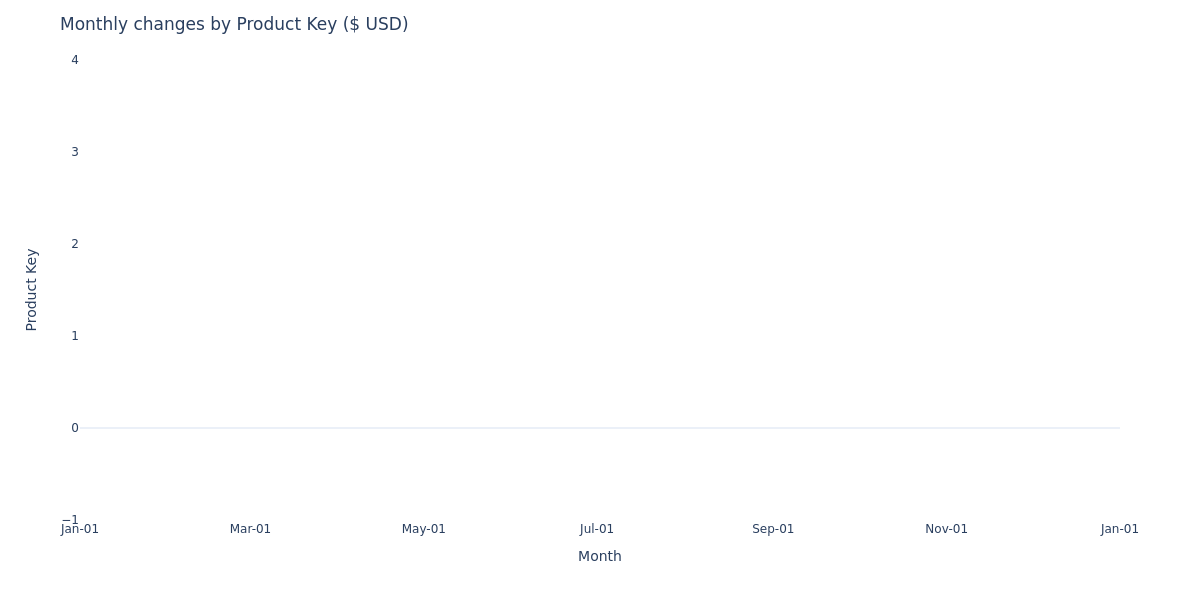 Monthly changes by Product Key ($ USD)
4
3
2
1
0
−1
Product Key
Jan-01 Mar-01 May-01 Jul-01 Sep-01 Nov-01 Jan-01
Month